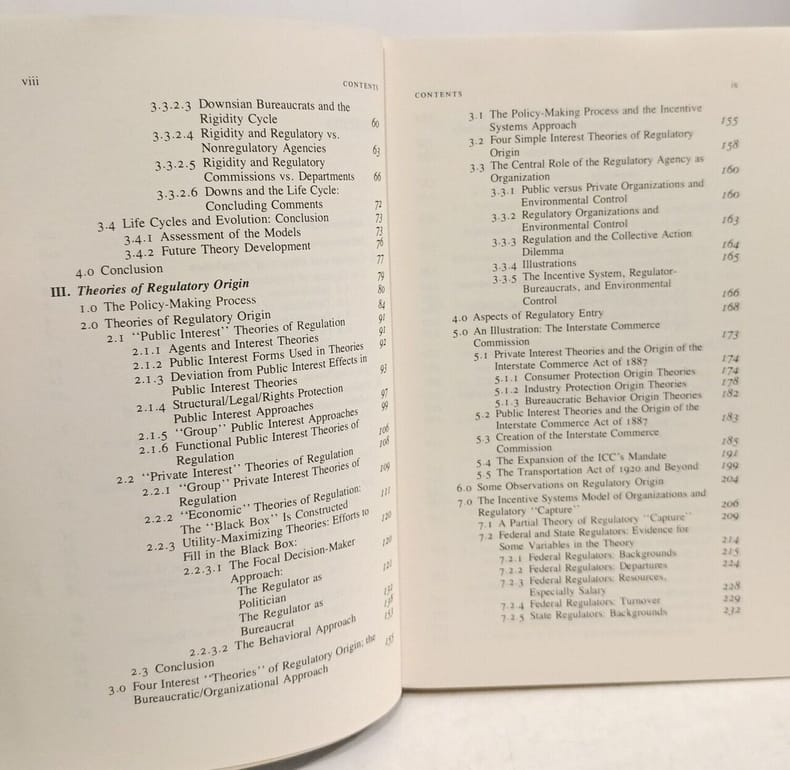 viii
CONTENTS
3.3.2.3 Downsian Bureaucrats and the
Rigidity Cycle 60
3.3.2.4 Rigidity and Regulatory vs.
Nonregulatory Agencies 63
3.3.2.5 Rigidity and Regulatory
Commissions vs. Departments 66
3.3.2.6 Downs and the Life Cycle:
Concluding Comments 72
3.4 Life Cycles and Evolution: Conclusion 73
3.4.1 Assessment of the Models 73
3.4.2 Future Theory Development 76
4.0 Conclusion 77
III. Theories of Regulatory Origin 79
1.0 The Policy-Making Process 80
2.0 Theories of Regulatory Origin 84
2.1 "Public Interest" Theories of Regulation 91
2.1.1 Agents and Interest Theories 91
2.1.2 Public Interest Forms Used in Theories 92
2.1.3 Deviation from Public Interest Effects in
Public Interest Theories 93
2.1.4 Structural/Legal/Rights Protection
Public Interest Approaches 97
2.1.5 "Group" Public Interest Approaches 99
2.1.6 Functional Public Interest Theories of
Regulation 106
2.2 "Private Interest" Theories of Regulation 108
2.2.1 "Group" Private Interest Theories of
Regulation 109
2.2.2 "Economic" Theories of Regulation:
The "Black Box" Is Constructed 111
2.2.3 Utility-Maximizing Theories: Efforts to
Fill in the Black Box: 120
2.2.3.1 The Focal Decision-Maker
Approach: 120
The Regulator as
Politician 121
The Regulator as
Bureaucrat 132
2.2.3.2 The Behavioral Approach 138
2.3 Conclusion 153
3.0 Four Interest "Theories" of Regulatory Origin; the
Bureaucratic/Organizational Approach 155
CONTENTS
ix
3.1 The Policy-Making Process and the Incentive
Systems Approach 155
3.2 Four Simple Interest Theories of Regulatory
Origin 158
3.3 The Central Role of the Regulatory Agency as
Organization 160
3.3.1 Public versus Private Organizations and
Environmental Control 160
3.3.2 Regulatory Organizations and
Environmental Control 163
3.3.3 Regulation and the Collective Action
Dilemma 164
3.3.4 Illustrations 165
3.3.5 The Incentive System, Regulator-
Bureaucrats, and Environmental
Control 166
4.0 Aspects of Regulatory Entry 168
5.0 An Illustration: The Interstate Commerce
Commission 173
5.1 Private Interest Theories and the Origin of the
Interstate Commerce Act of 1887 174
5.1.1 Consumer Protection Origin Theories 174
5.1.2 Industry Protection Origin Theories 178
5.1.3 Bureaucratic Behavior Origin Theories 182
5.2 Public Interest Theories and the Origin of the
Interstate Commerce Act of 1887 183
5.3 Creation of the Interstate Commerce
Commission 185
5.4 The Expansion of the ICC's Mandate 191
5.5 The Transportation Act of 1920 and Beyond 199
6.0 Some Observations on Regulatory Origin 204
7.0 The Incentive Systems Model of Organizations and
Regulatory "Capture" 206
7.1 A Partial Theory of Regulatory "Capture" 209
7.2 Federal and State Regulators: Evidence for
Some Variables in the Theory 214
7.2.1 Federal Regulators: Backgrounds 215
7.2.2 Federal Regulators: Departures 224
7.2.3 Federal Regulators: Resources,
Especially Salary 228
7.2.4 Federal Regulators: Turnover 229
7.2.5 State Regulators: Backgrounds 232